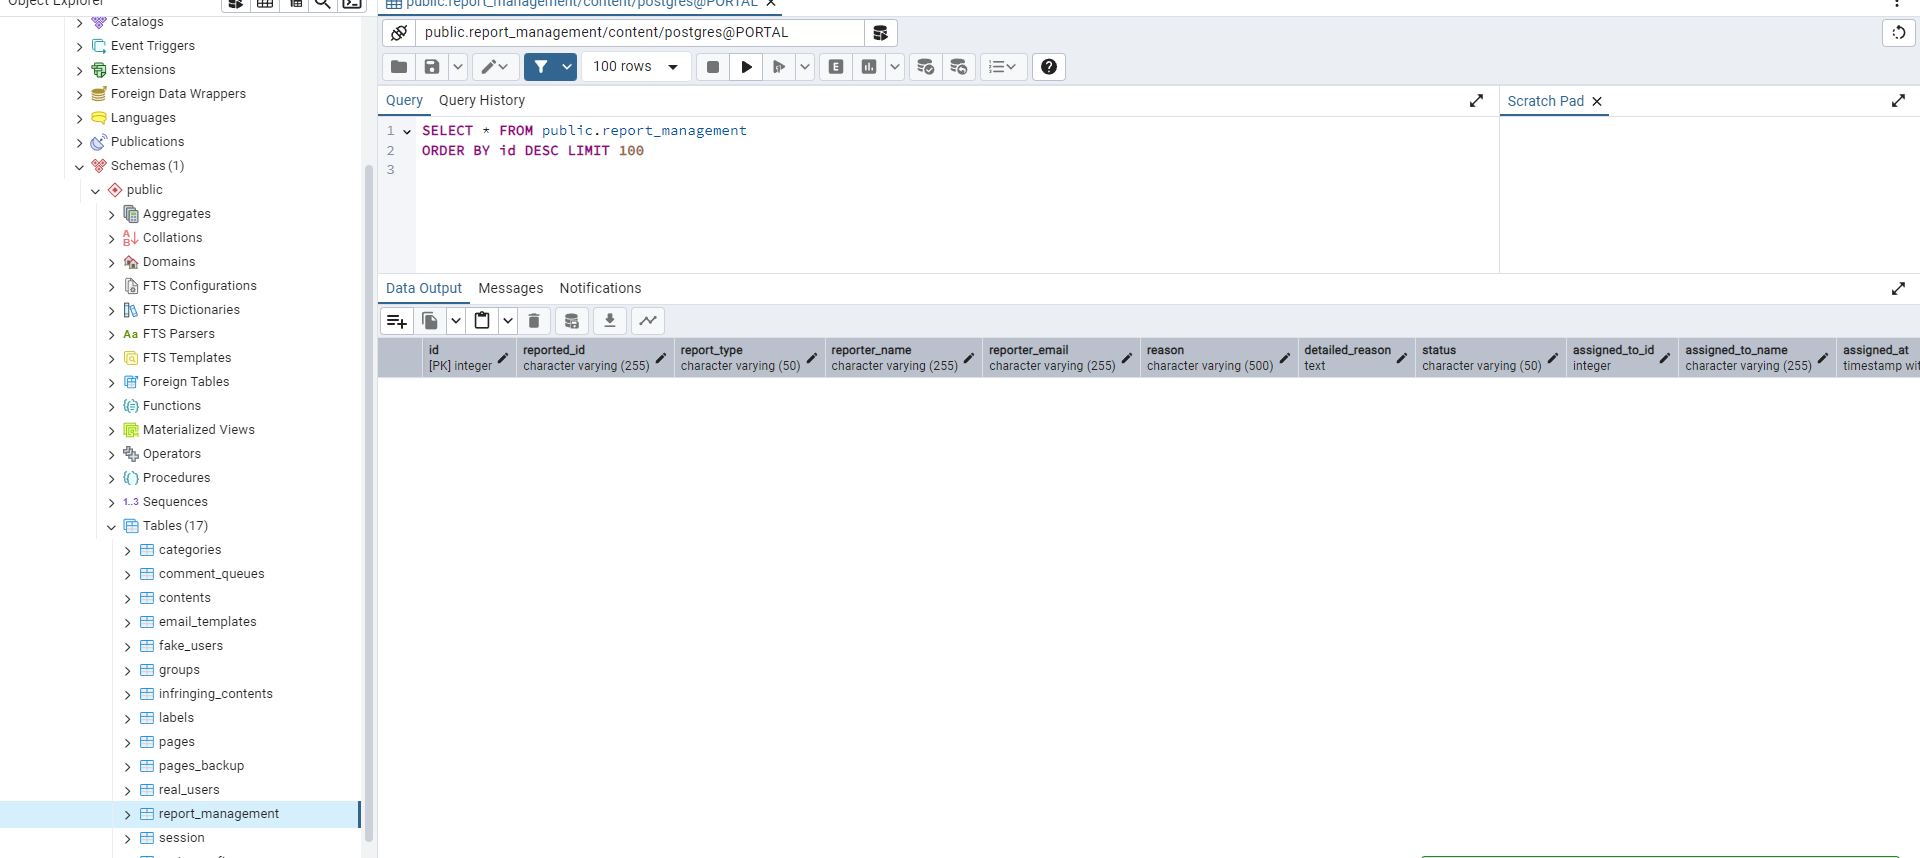 Object Explorer
Catalogs
Event Triggers
Extensions
Foreign Data Wrappers
Languages
Publications
Schemas (1)
public
Aggregates
Collations
Domains
FTS Configurations
FTS Dictionaries
Aa FTS Parsers
FTS Templates
Foreign Tables
Functions
Materialized Views
Operators
Procedures
1..3 Sequences
Tables (17)
categories
comment_queues
contents
email_templates
fake_users
groups
infringing_contents
labels
pages
pages_backup
real_users
report_management
session
public.report_management/content/postgres@PORTAL
public.report_management/content/postgres@PORTAL
100 rows
E
Query Query History
Scratch Pad
1 SELECT * FROM public.report_management
2 ORDER BY id DESC LIMIT 100
3
Data Output Messages Notifications
id reported_id report_type reporter_name reporter_email reason detailed_reason status assigned_to_id assigned_to_name assigned_at
[PK] integer character varying (255) character varying (50) character varying (255) character varying (255) character varying (500) text character varying (50) integer character varying (255) timestamp wit